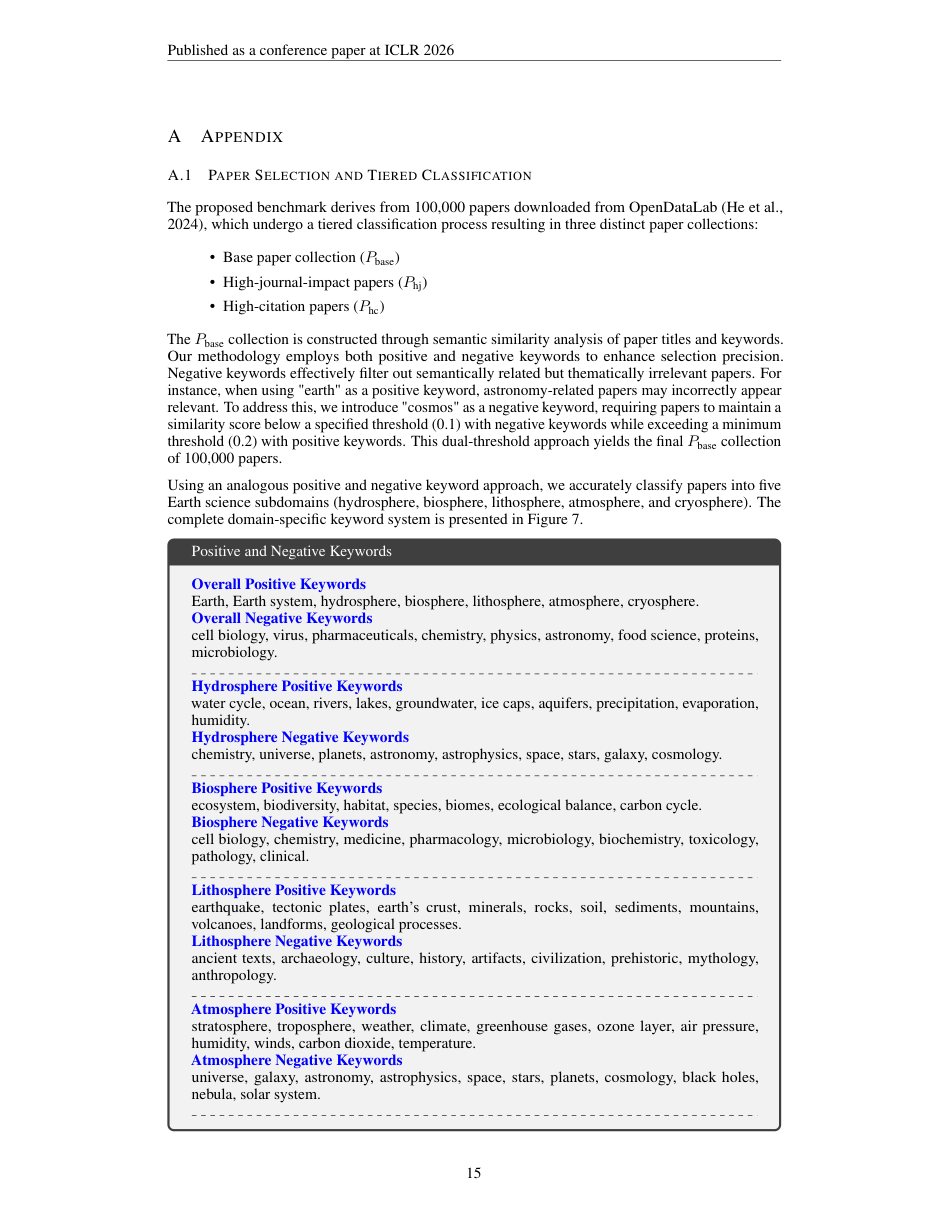 Published as a conference paper at ICLR 2026
A APPENDIX
A.1 PAPER SELECTION AND TIERED CLASSIFICATION
The proposed benchmark derives from 100,000 papers downloaded from OpenDataLab (He et al.,
2024), which undergo a tiered classification process resulting in three distinct paper collections:
• Base paper collection (Pbase)
• High-journal-impact papers (Phj)
• High-citation papers (Phc)
The Pbase collection is constructed through semantic similarity analysis of paper titles and keywords.
Our methodology employs both positive and negative keywords to enhance selection precision.
Negative keywords effectively filter out semantically related but thematically irrelevant papers. For
instance, when using "earth" as a positive keyword, astronomy-related papers may incorrectly appear
relevant. To address this, we introduce "cosmos" as a negative keyword, requiring papers to maintain a
similarity score below a specified threshold (0.1) with negative keywords while exceeding a minimum
threshold (0.2) with positive keywords. This dual-threshold approach yields the final Pbase collection
of 100,000 papers.
Using an analogous positive and negative keyword approach, we accurately classify papers into five
Earth science subdomains (hydrosphere, biosphere, lithosphere, atmosphere, and cryosphere). The
complete domain-specific keyword system is presented in Figure 7.
Positive and Negative Keywords
Overall Positive Keywords
Earth, Earth system, hydrosphere, biosphere, lithosphere, atmosphere, cryosphere.
Overall Negative Keywords
cell biology, virus, pharmaceuticals, chemistry, physics, astronomy, food science, proteins,
microbiology.
Hydrosphere Positive Keywords
water cycle, ocean, rivers, lakes, groundwater, ice caps, aquifers, precipitation, evaporation,
humidity.
Hydrosphere Negative Keywords
chemistry, universe, planets, astronomy, astrophysics, space, stars, galaxy, cosmology.
Biosphere Positive Keywords
ecosystem, biodiversity, habitat, species, biomes, ecological balance, carbon cycle.
Biosphere Negative Keywords
cell biology, chemistry, medicine, pharmacology, microbiology, biochemistry, toxicology,
pathology, clinical.
Lithosphere Positive Keywords
earthquake, tectonic plates, earth's crust, minerals, rocks, soil, sediments, mountains,
volcanoes, landforms, geological processes.
Lithosphere Negative Keywords
ancient texts, archaeology, culture, history, artifacts, civilization, prehistoric, mythology,
anthropology.
Atmosphere Positive Keywords
stratosphere, troposphere, weather, climate, greenhouse gases, ozone layer, air pressure,
humidity, winds, carbon dioxide, temperature.
Atmosphere Negative Keywords
universe, galaxy, astronomy, astrophysics, space, stars, planets, cosmology, black holes,
nebula, solar system.
15